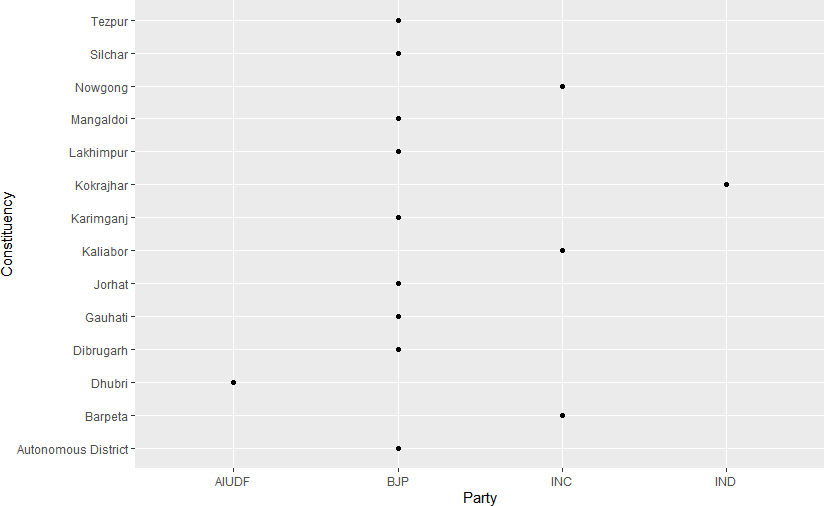 Tezpur
Silchar
Nowgong
Mangaldoi
Lakhimpur
Kokrajhar
Karimganj
Kaliabor
Jorhat
Gauhati
Dibrugarh
Dhubri
Barpeta
Autonomous District
Constituency
AIUDF BJP INC IND
Party